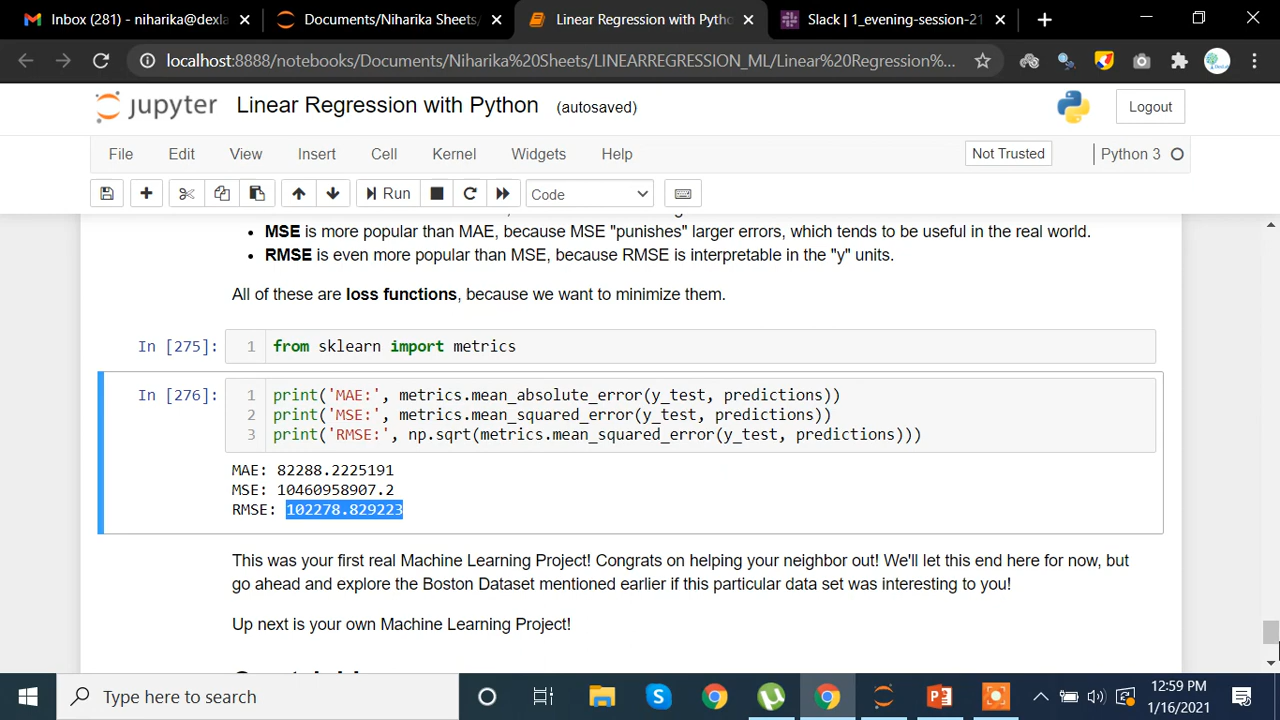 Inbox (281) - niharika@dexla
Documents/Niharika Sheets/
Linear Regression with Pytho
Slack | 1_evening-session-21
localhost:8888/notebooks/Documents/Niharika%20Sheets/LINEARREGRESSION_ML/Linear%20Regression%...
jupyter
Linear Regression with Python (autosaved)
Logout
File Edit View Insert Cell Kernel Widgets Help
Not Trusted
Python 3
Run
Code
• MSE is more popular than MAE, because MSE "punishes" larger errors, which tends to be useful in the real world.
• RMSE is even more popular than MSE, because RMSE is interpretable in the "y" units.
All of these are loss functions, because we want to minimize them.
In [275]: 1 from sklearn import metrics
In [276]: 1 print('MAE:', metrics.mean_absolute_error(y_test, predictions))
2 print('MSE:', metrics.mean_squared_error(y_test, predictions))
3 print('RMSE:', np.sqrt(metrics.mean_squared_error(y_test, predictions)))
MAE: 82288.2225191
MSE: 10460958907.2
RMSE: 102278.829223
This was your first real Machine Learning Project! Congrats on helping your neighbor out! We'll let this end here for now, but
go ahead and explore the Boston Dataset mentioned earlier if this particular data set was interesting to you!
Up next is your own Machine Learning Project!
Type here to search
12:59 PM
1/16/2021